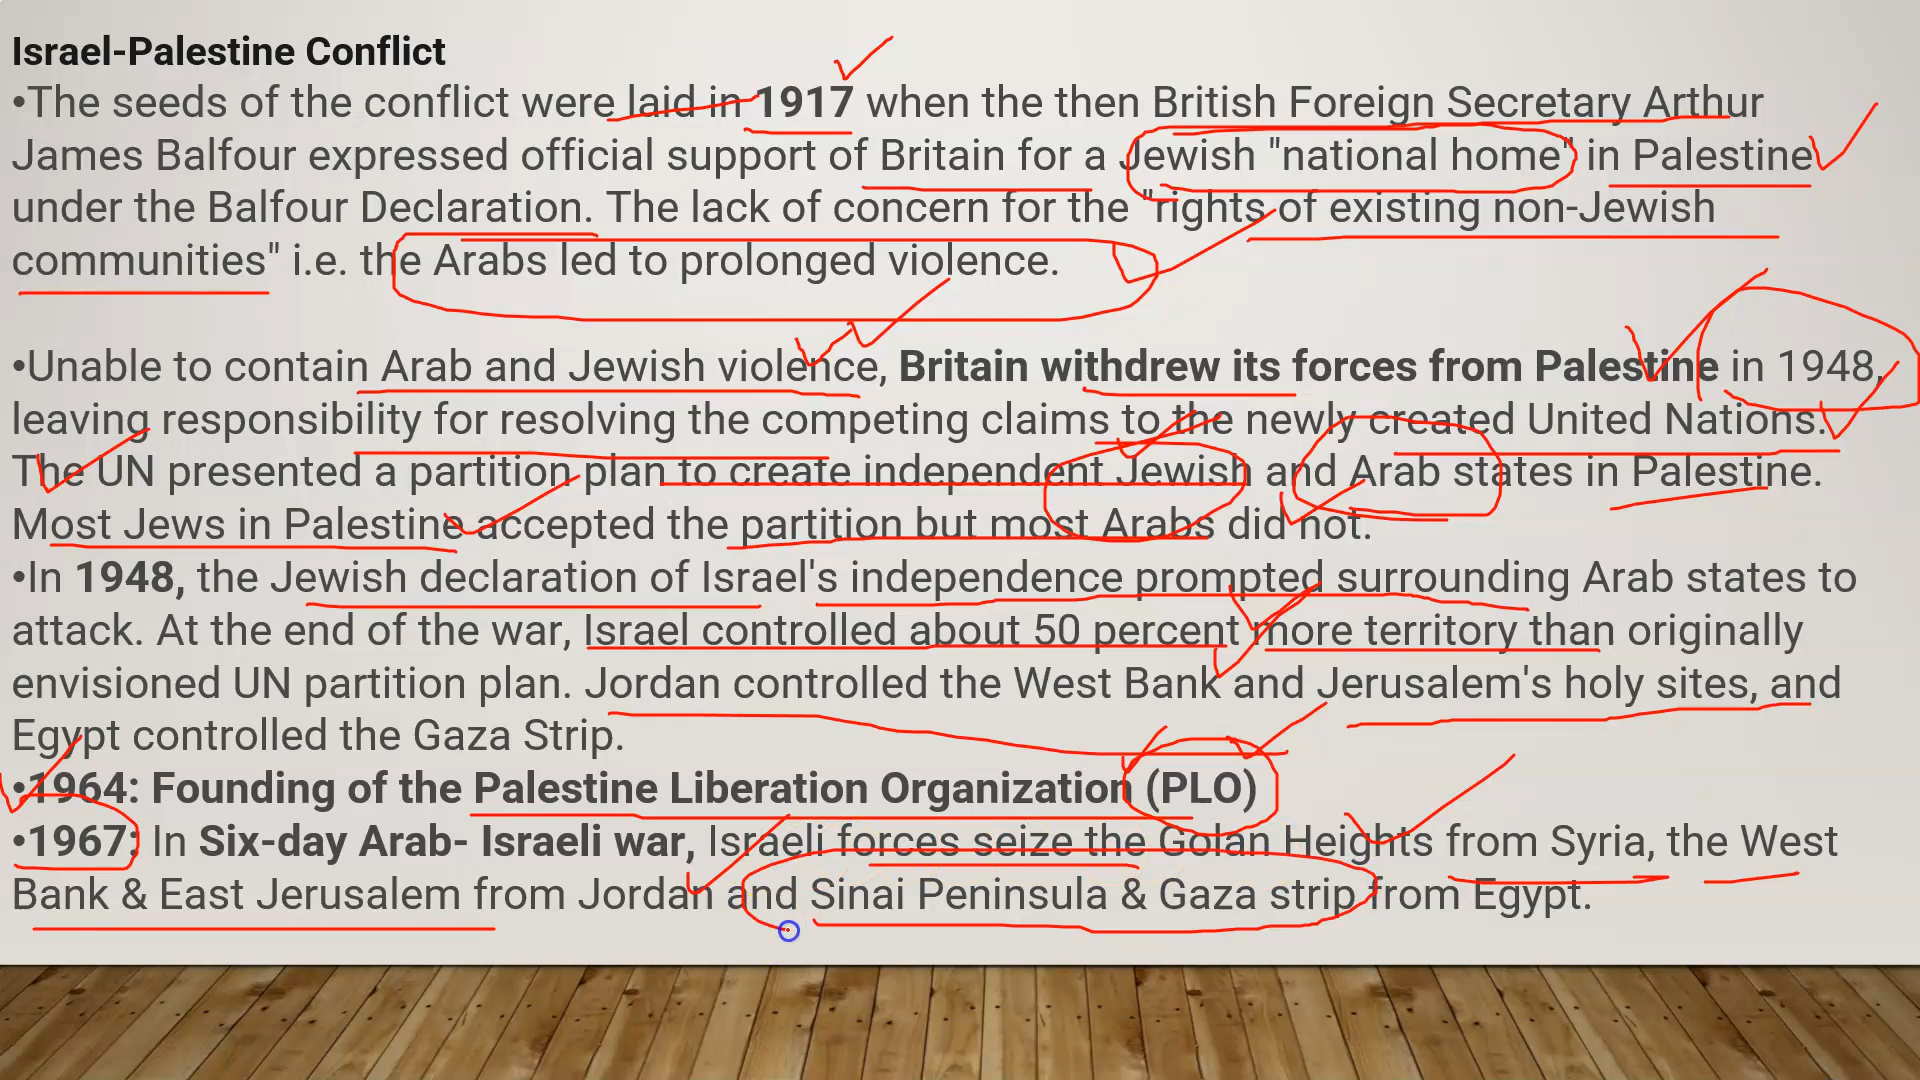 Israel-Palestine Conflict
•The seeds of the conflict were laid in 1917 when the then British Foreign Secretary Arthur
James Balfour expressed official support of Britain for a Jewish "national home" in Palestine
under the Balfour Declaration. The lack of concern for the "rights of existing non-Jewish
communities" i.e. the Arabs led to prolonged violence.
•Unable to contain Arab and Jewish violence, Britain withdrew its forces from Palestine in 1948,
leaving responsibility for resolving the competing claims to the newly created United Nations.
The UN presented a partition plan to create independent Jewish and Arab states in Palestine.
Most Jews in Palestine accepted the partition but most Arabs did not.
•In 1948, the Jewish declaration of Israel's independence prompted surrounding Arab states to
attack. At the end of the war, Israel controlled about 50 percent more territory than originally
envisioned UN partition plan. Jordan controlled the West Bank and Jerusalem's holy sites, and
Egypt controlled the Gaza Strip.
•1964: Founding of the Palestine Liberation Organization (PLO)
•1967: In Six-day Arab- Israeli war, Israeli forces seize the Golan Heights from Syria, the West
Bank & East Jerusalem from Jordan and Sinai Peninsula & Gaza strip from Egypt.